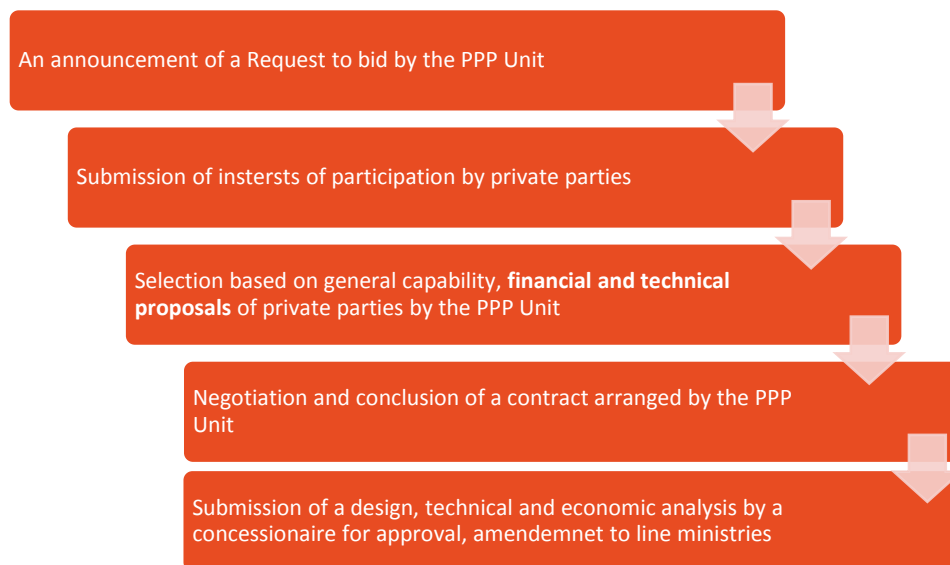 An announcement of a Request to bid by the PPP Unit
Submission of instersts of participation by private parties
Selection based on general capability, financial and technical
proposals of private parties by the PPP Unit
Negotiation and conclusion of a contract arranged by the PPP
Unit
Submission of a design, technical and economic analysis by a
concessionaire for approval, amendemnet to line ministries